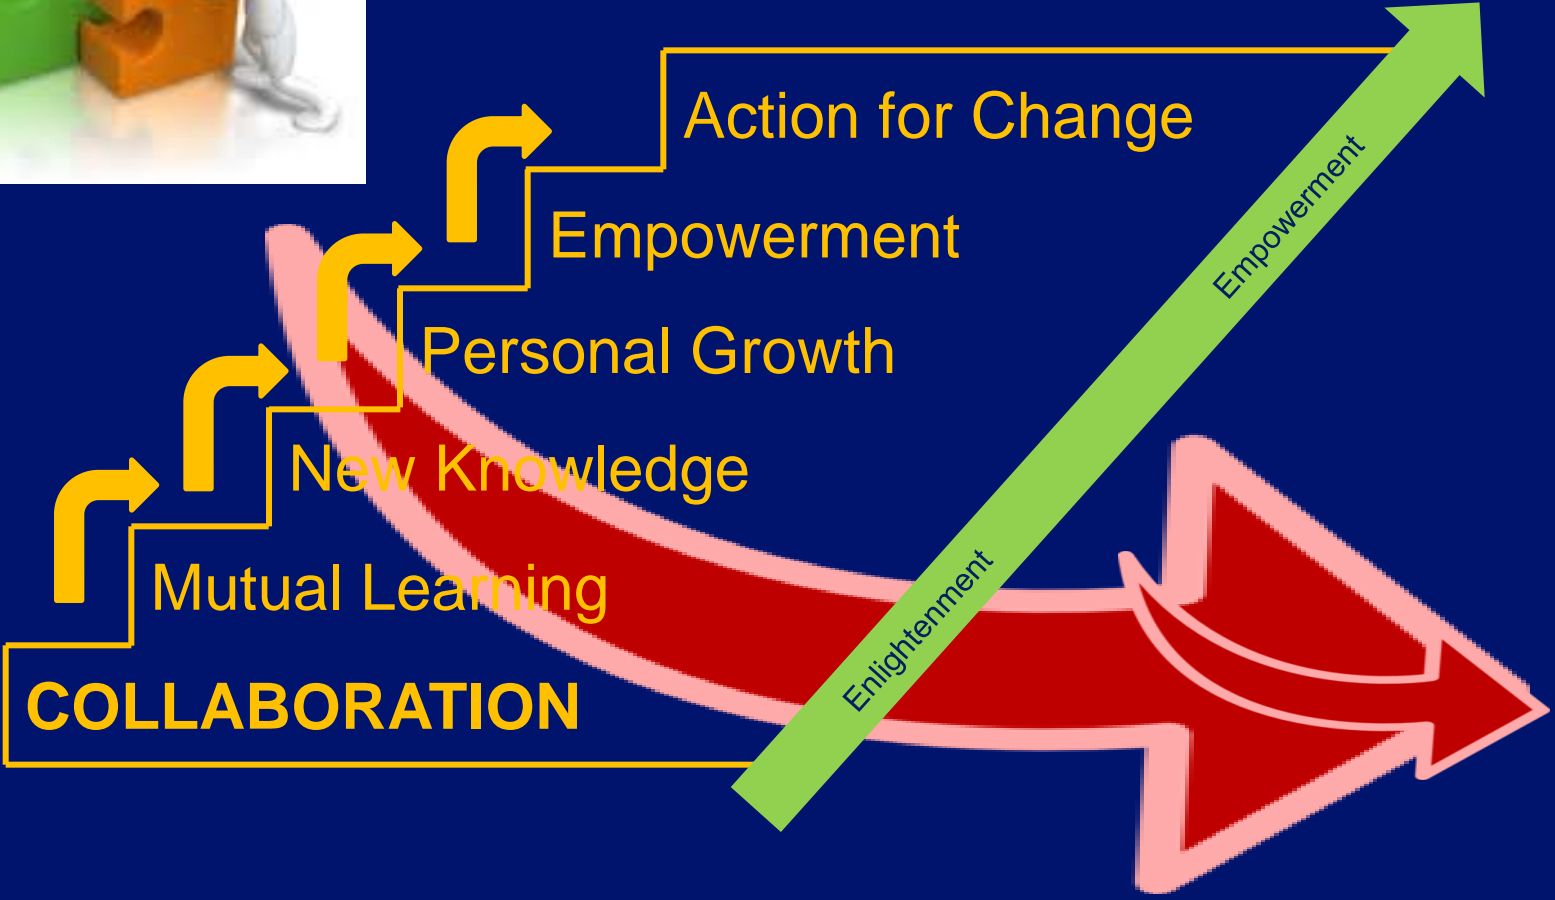 Action for Change
Empowerment
Personal Growth
New Knowledge
Mutual Learning
COLLABORATION
Enlightenment
Empowerment